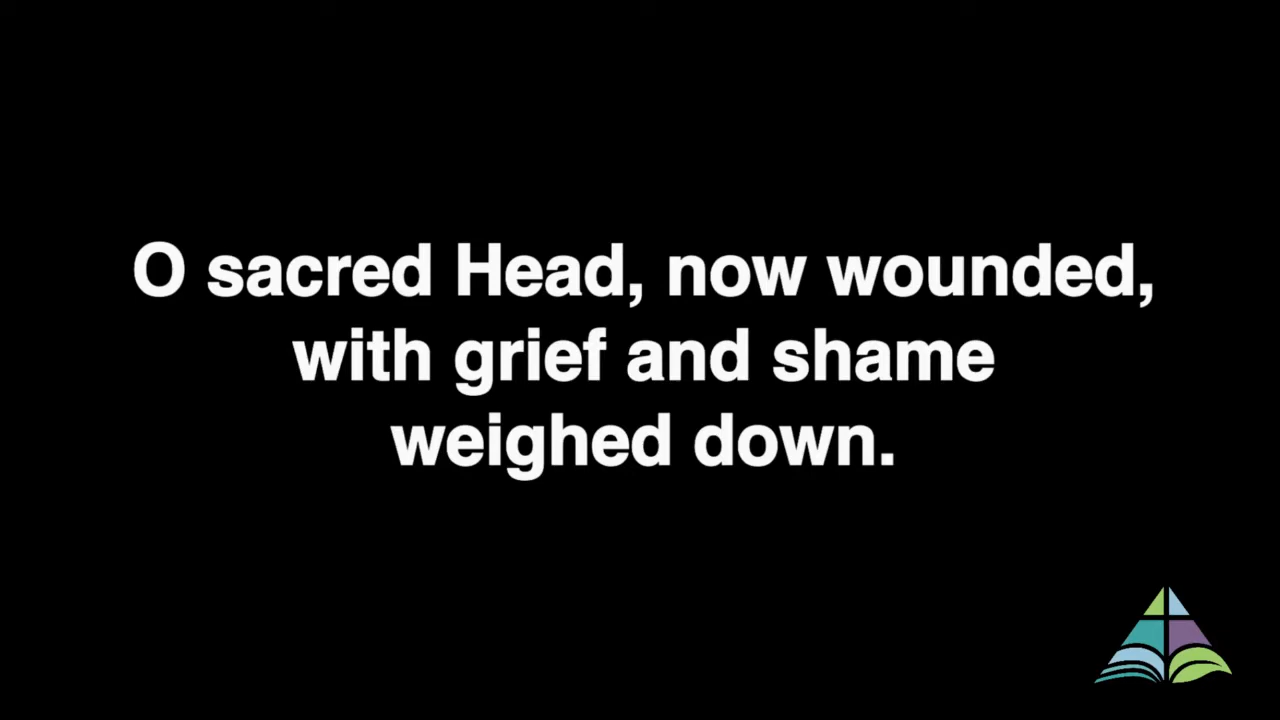 O sacred Head, now wounded,
with grief and shame
weighed down.